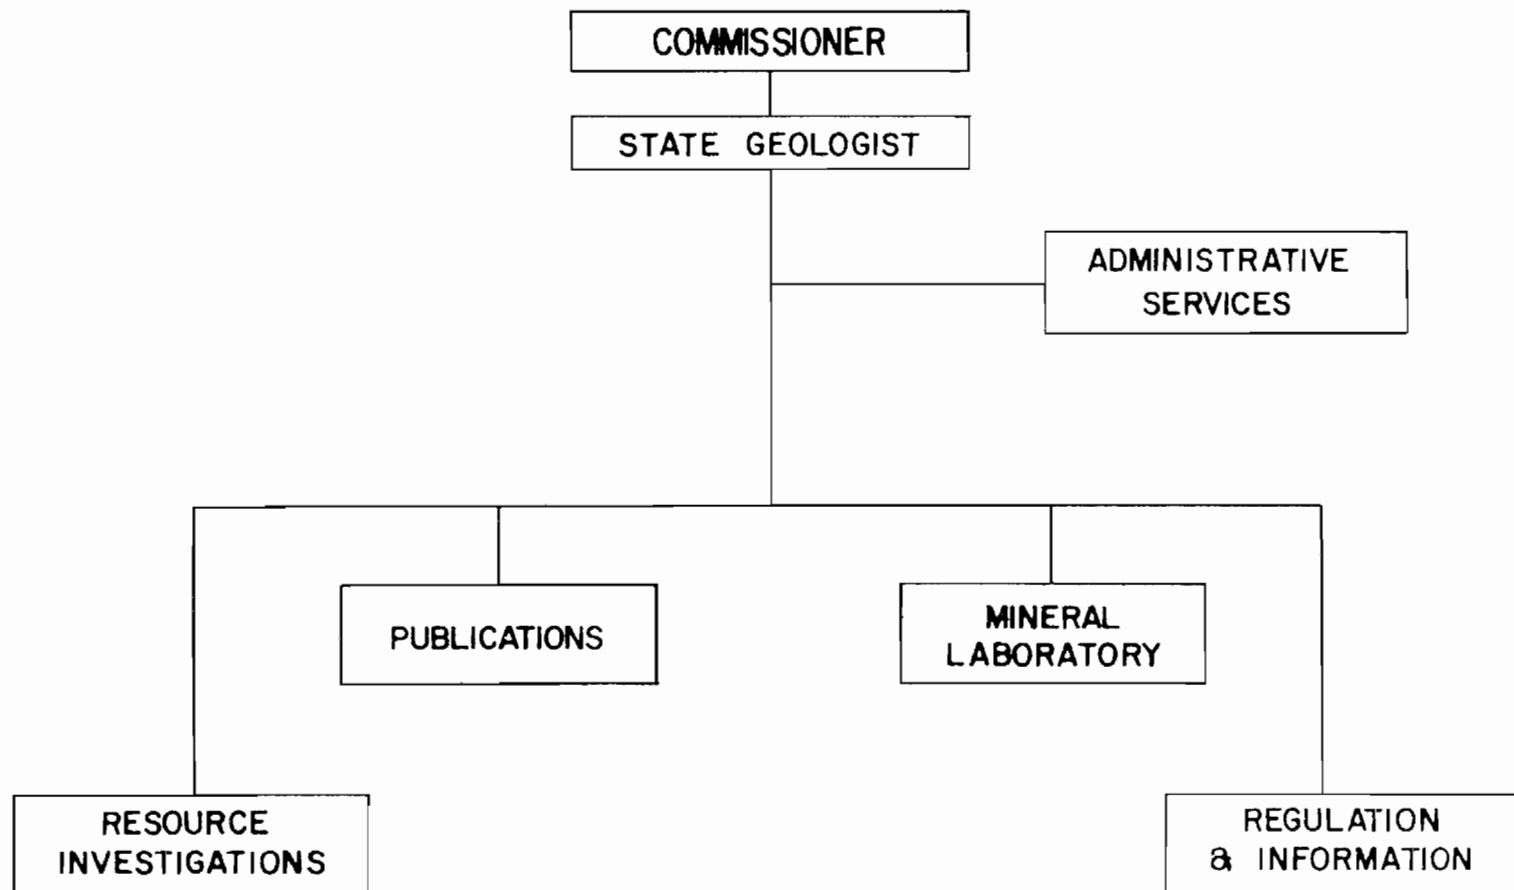 COMMISSIONER
STATE GEOLOGIST
ADMINISTRATIVE
SERVICES
PUBLICATIONS
MINERAL
LABORATORY
RESOURCE
INVESTIGATIONS
REGULATION
& INFORMATION